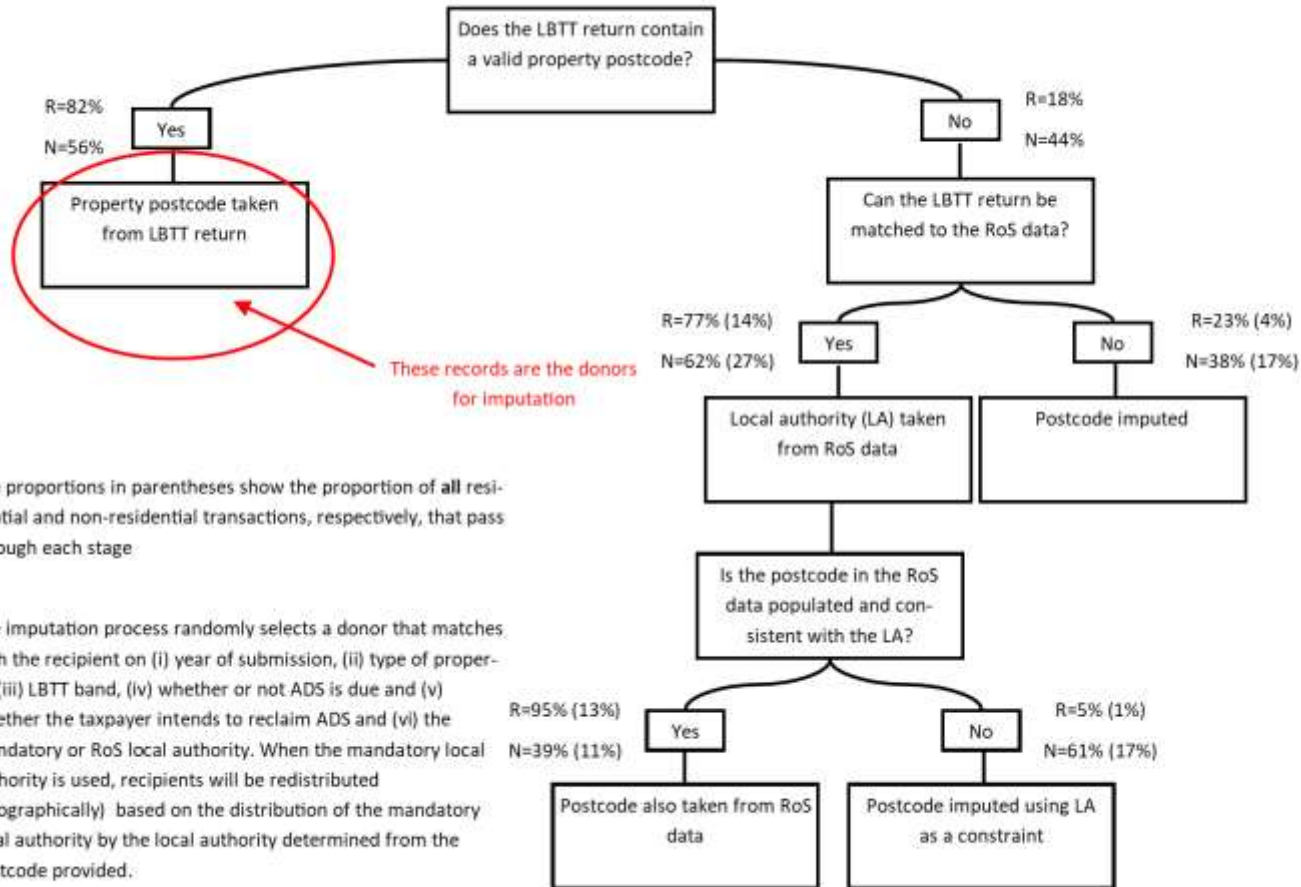 Does the LBTT return contain
a valid property postcode?
R=82%
N=56%
Yes
R=18%
N=44%
No
Property postcode taken
from LBTT return
Can the LBTT return be
matched to the RoS data?
These records are the donors
for imputation
R=77% (14%)
N=62% (27%)
Yes
R=23% (4%)
N=38% (17%)
No
Local authority (LA) taken
from RoS data
Postcode imputed
proportions in parentheses show the proportion of all resi-
tial and non-residential transactions, respectively, that pass
ough each stage
Is the postcode in the RoS
data populated and con-
sistent with the LA?
imputation process randomly selects a donor that matches
h the recipient on (i) year of submission, (ii) type of proper-
(iii) LBTT band, (iv) whether or not ADS is due and (v)
ether the taxpayer intends to reclaim ADS and (vi) the
ndatory or RoS local authority. When the mandatory local
hority is used, recipients will be redistributed
ographically) based on the distribution of the mandatory
al authority by the local authority determined from the
tcode provided.
R=95% (13%)
N=39% (11%)
Yes
R=5% (1%)
N=61% (17%)
No
Postcode also taken from RoS
data
Postcode imputed using LA
as a constraint